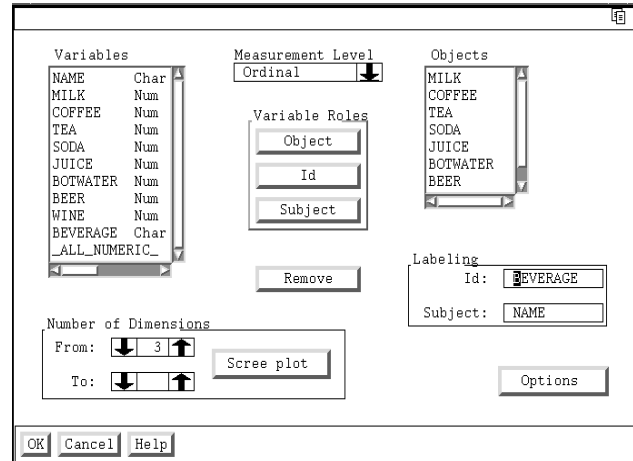 Variables
NAME Char
MILK Num
COFFEE Num
TEA Num
SODA Num
JUICE Num
BOTWATER Num
BEER Num
WINE Num
BEVERAGE Char
_ALL_NUMERIC_
Measurement Level
Ordinal
Variable Roles
Object
Id
Subject
Remove
Objects
MILK
COFFEE
TEA
SODA
JUICE
BOTWATER
BEER
Labeling
Id: BEVERAGE
Subject: NAME
Number of Dimensions
From: 3
To:
Scree plot
Options
OK Cancel Help